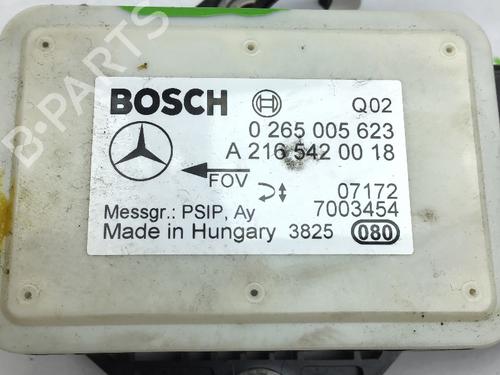 BOSCH
Q02
0 265 005 623
A 216 542 00 18
FOV
07172
Messgr.: PSIP, Ay 7003454
Made in Hungary 3825 080
B-PARTS